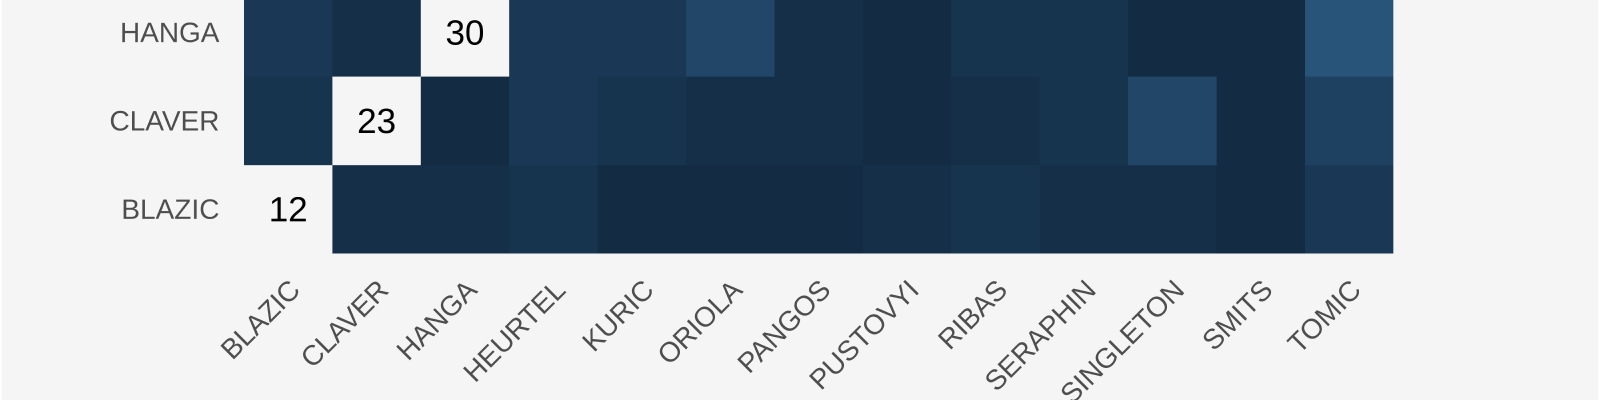 HANGA 30
CLAVER 23
BLAZIC 12
BLAZIC CLAVER HANGA HEURTEL KURIC ORIOLA PANGOS PUSTOVYI RIBAS SERAPHIN SINGLETON SMITS TOMIC